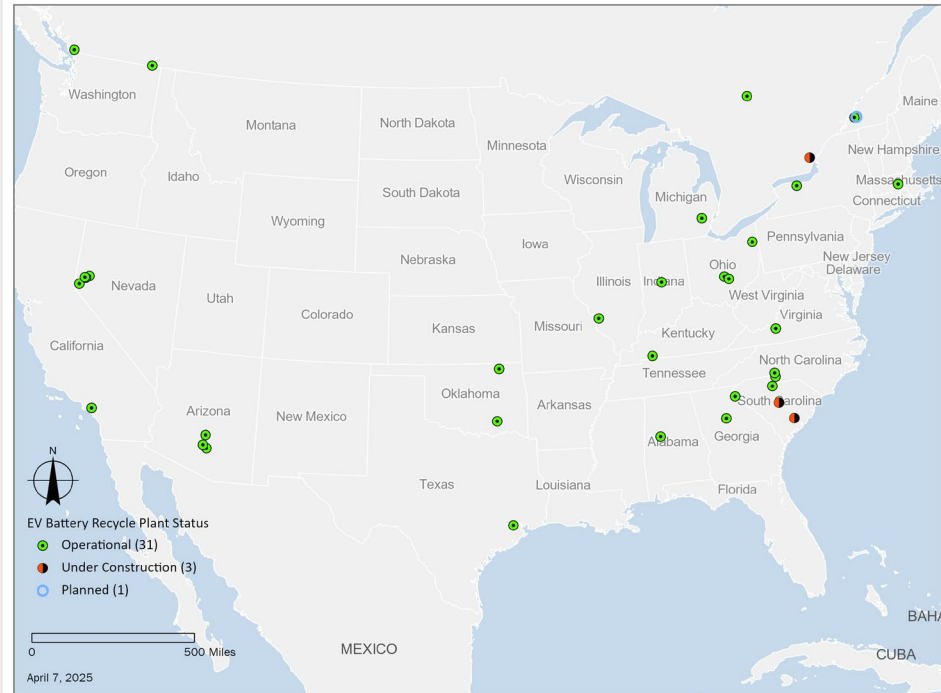 Washington
Montana
North Dakota
Minnesota
Maine
Oregon
Idaho
South Dakota
Wisconsin
Michigan
New Hampshire
Massachusetts
Connecticut
Wyoming
Iowa
Pennsylvania
Nebraska
Nevada
Utah
Colorado
Illinois
Indiana
Ohio
New Jersey
Delaware
West Virginia
Virginia
California
Kansas
Missouri
Kentucky
North Carolina
Tennessee
Arizona
New Mexico
Oklahoma
Arkansas
South Carolina
Alabama
Georgia
Texas
Louisiana
Florida
N
EV Battery Recycle Plant Status
Operational (31)
Under Construction (3)
Planned (1)
0 500 Miles
April 7, 2025
MEXICO
BAHA
CUBA